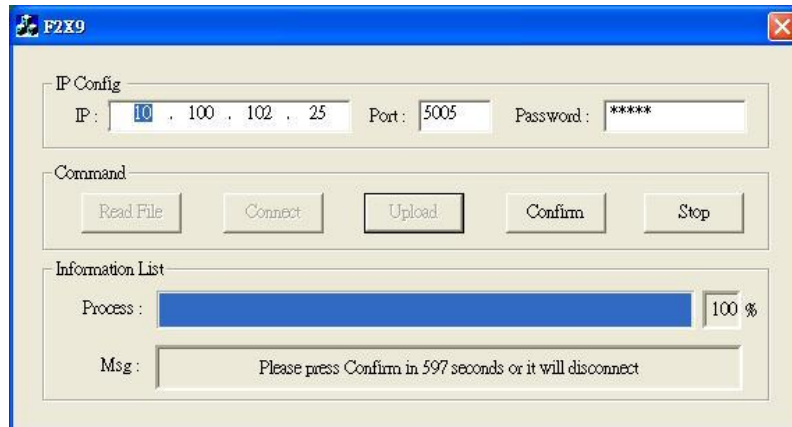 F2X9
IP Config
IP : 10 . 100 . 102 . 25 Port : 5005 Password : *****
Command
Read File Connect Upload Confirm Stop
Information List
Process : 100 %
Msg : Please press Confirm in 597 seconds or it will disconnect